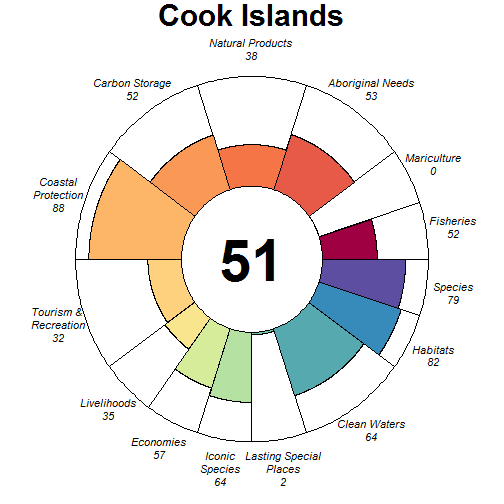 Cook Islands
Natural Products
38
Carbon Storage
52
Aboriginal Needs
53
Mariculture
0
Coastal
Protection
88
Fisheries
52
51
Species
79
Tourism &
Recreation
32
Habitats
82
Livelihoods
35
Clean Waters
64
Economies
57
Iconic
Species
64
Lasting Special
Places
2